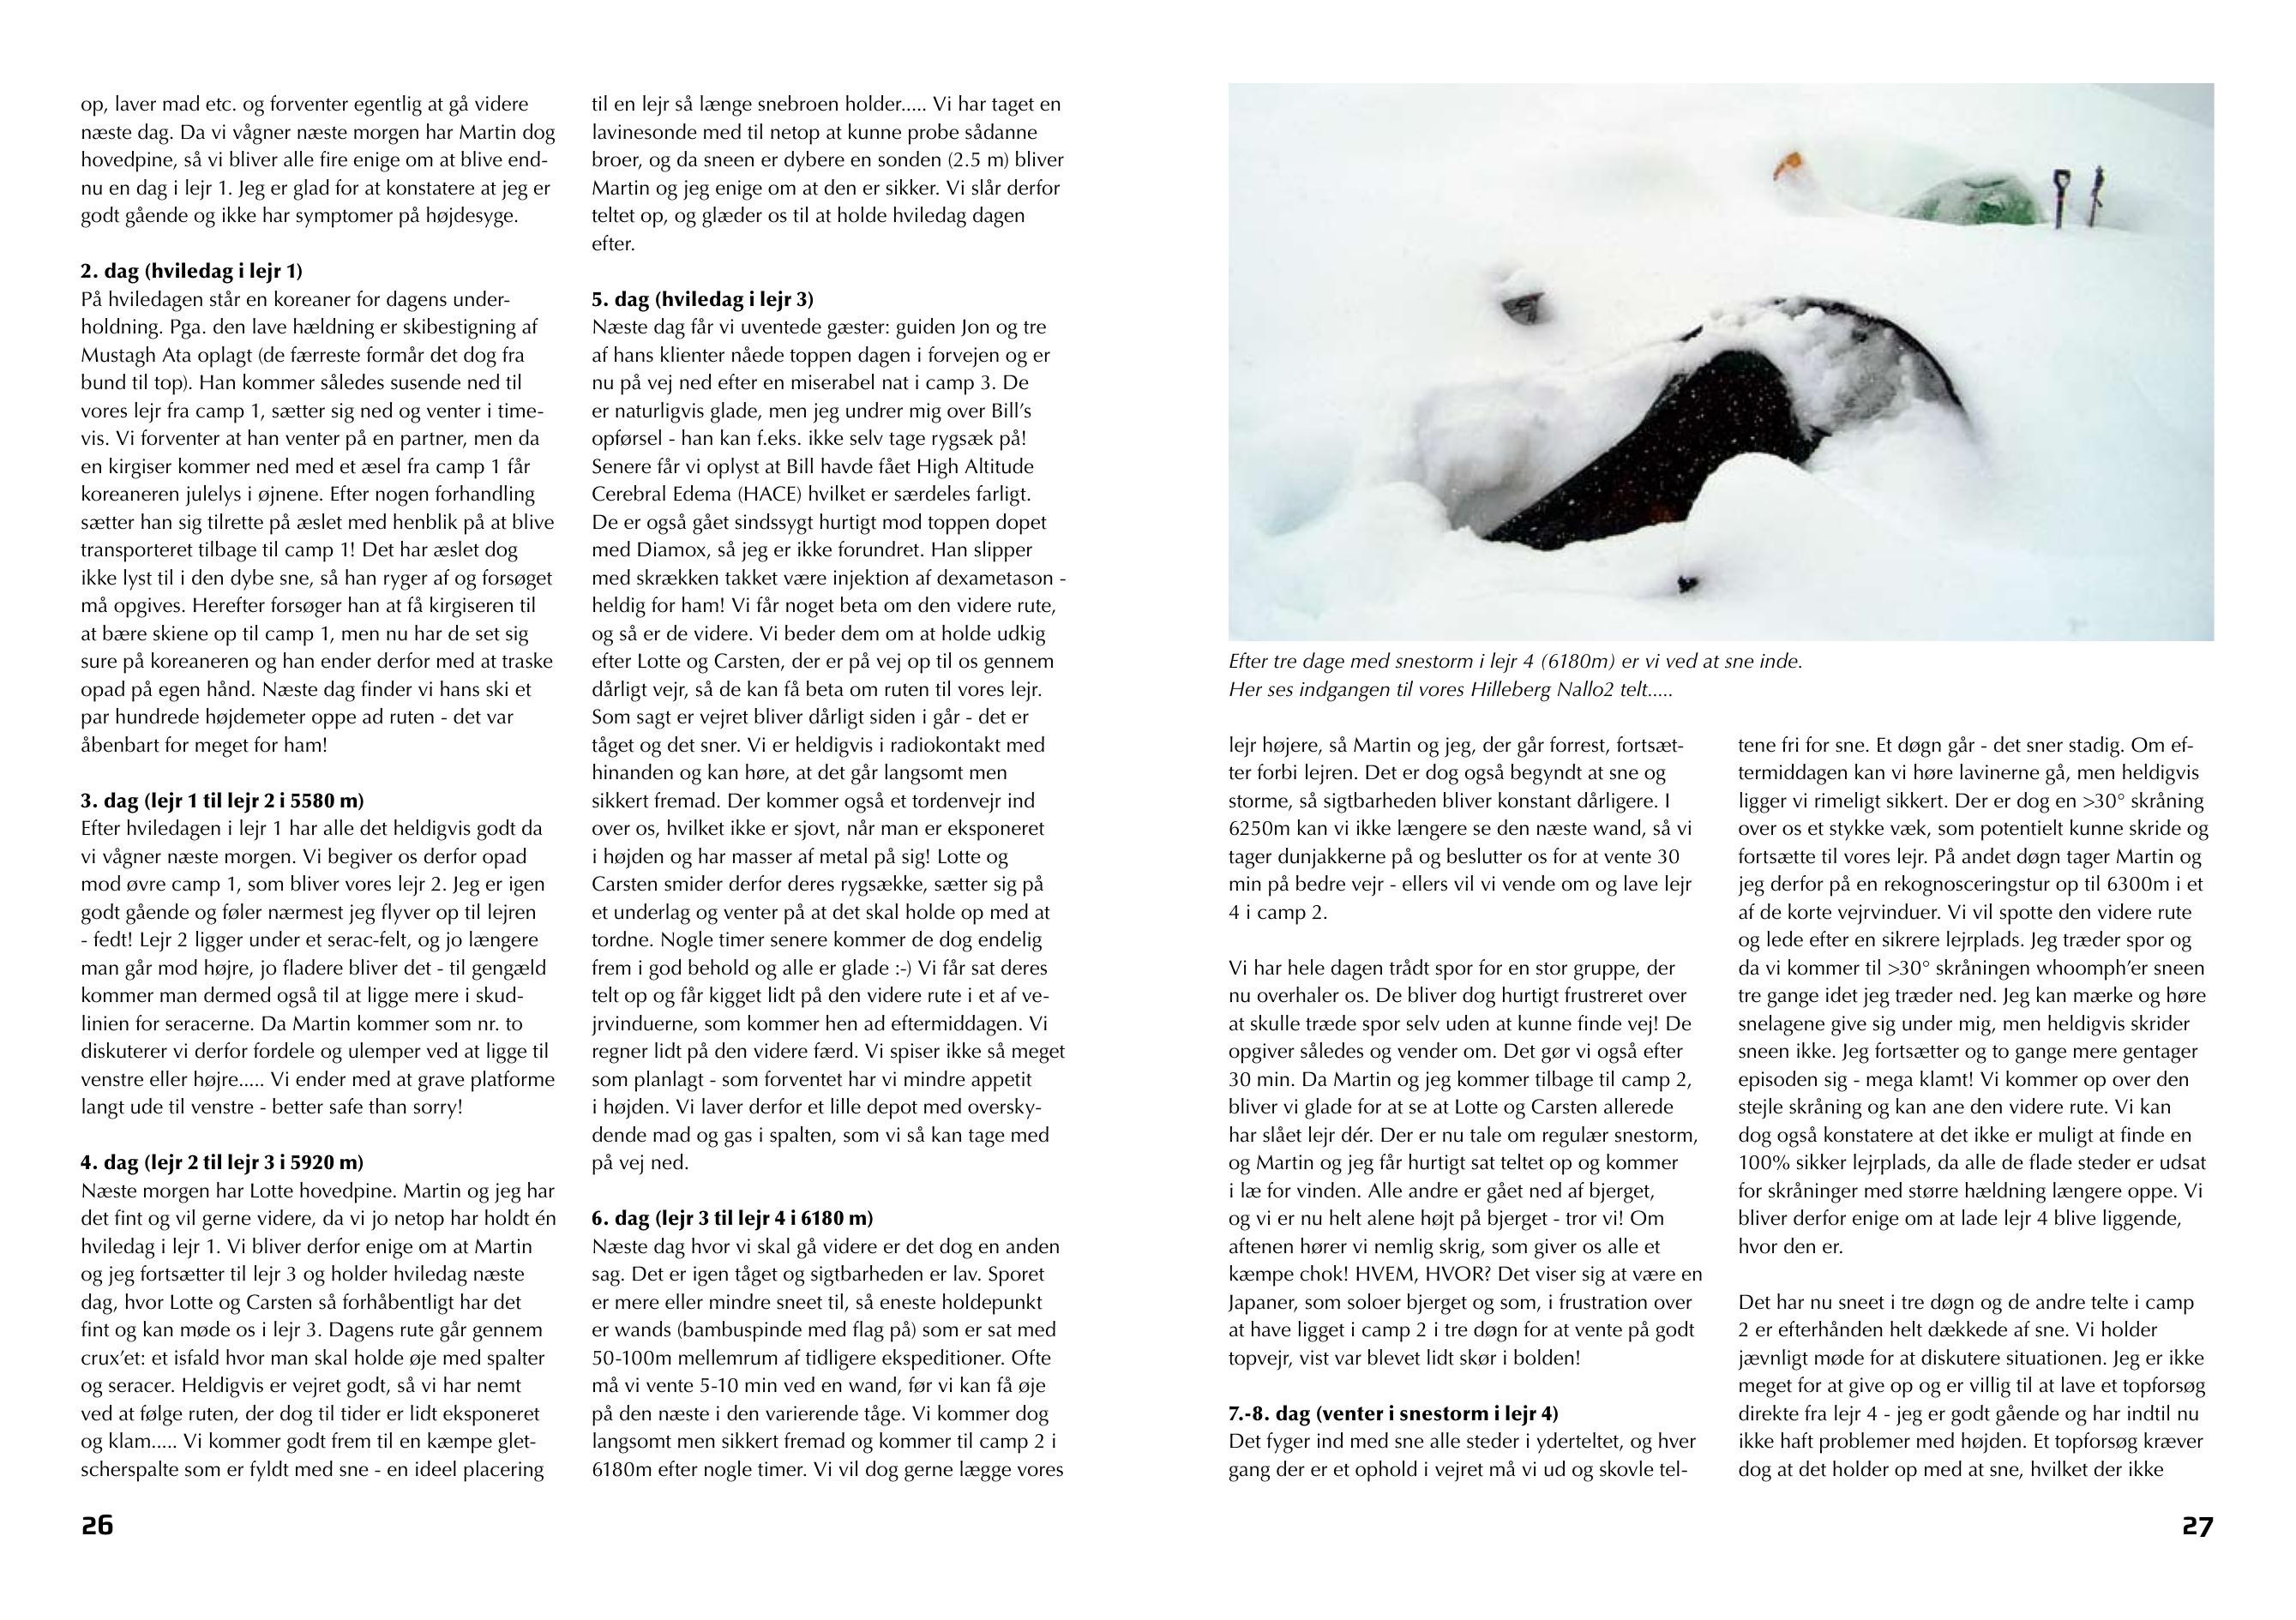 op, laver mad etc. og forventer egentlig at gå videre
næste dag. Da vi vågner næste morgen har Martin dog
hovedpine, så vi bliver alle fire enige om at blive end-
nu en dag i lejr 1. Jeg er glad for at konstatere at jeg er
godt gående og ikke har symptomer på højdesyge.
2. dag (hviledag i lejr 1)
På hviledagen står en koreaner for dagens under-
holdning. Pga. den lave hældning er skibestigning af
Mustagh Ata oplagt (de færreste formår det dog fra
bund til top). Han kommer således susende ned til
vores lejr fra camp 1, sætter sig ned og venter i time-
vis. Vi forventer at han venter på en partner, men da
en kirgiser kommer ned med et æsel fra camp 1 får
koreaneren julelys i øjnene. Efter nogen forhandling
sætter han sig tilrette på æslet med henblik på at blive
transporteret tilbage til camp 1! Det har æslet dog
ikke lyst til i den dybe sne, så han ryger af og forsøget
må opgives. Herefter forsøger han at få kirgiseren til
at bære skiene op til camp 1, men nu har de set sig
sure på koreaneren og han ender derfor med at traske
opad på egen hånd. Næste dag finder vi hans ski et
par hundrede højdemeter oppe ad ruten - det var
åbenbart for meget for ham!
3. dag (lejr 1 til lejr 2 i 5580 m)
Efter hviledagen i lejr 1 har alle det heldigvis godt da
vi vågner næste morgen. Vi begiver os derfor opad
mod øvre camp 1, som bliver vores lejr 2. Jeg er igen
godt gående og føler nærmest jeg flyver op til lejren
- fedt! Lejr 2 ligger under et serac-felt, og jo længere
man går mod højre, jo fladere bliver det - til gengæld
kommer man dermed også til at ligge mere i skud-
linien for seracerne. Da Martin kommer som nr. to
diskuterer vi derfor fordele og ulemper ved at ligge til
venstre eller højre..... Vi ender med at grave platforme
langt ude til venstre - better safe than sorry!
4. dag (lejr 2 til lejr 3 i 5920 m)
Næste morgen har Lotte hovedpine. Martin og jeg har
det fint og vil gerne videre, da vi jo netop har holdt én
hviledag i lejr 1. Vi bliver derfor enige om at Martin
og jeg fortsætter til lejr 3 og holder hviledag næste
dag, hvor Lotte og Carsten så forhåbentligt har det
fint og kan møde os i lejr 3. Dagens rute går gennem
crux’et: et isfald hvor man skal holde øje med spalter
og seracer. Heldigvis er vejret godt, så vi har nemt
ved at følge ruten, der dog til tider er lidt eksponeret
og klam..... Vi kommer godt frem til en kæmpe glet-
scherspalte som er fyldt med sne - en ideel placering
til en lejr så længe snebroen holder..... Vi har taget en
lavinesonde med til netop at kunne probe sådanne
broer, og da sneen er dybere en sonden (2.5 m) bliver
Martin og jeg enige om at den er sikker. Vi slår derfor
teltet op, og glæder os til at holde hviledag dagen
efter.
5. dag (hviledag i lejr 3)
Næste dag får vi uventede gæster: guiden Jon og tre
af hans klienter nåede toppen dagen i forvejen og er
nu på vej ned efter en miserabel nat i camp 3. De
er naturligvis glade, men jeg undrer mig over Bill’s
opførsel - han kan f.eks. ikke selv tage rygsæk på!
Senere får vi oplyst at Bill havde fået High Altitude
Cerebral Edema (HACE) hvilket er særdeles farligt.
De er også gået sindssygt hurtigt mod toppen dopet
med Diamox, så jeg er ikke forundret. Han slipper
med skrækken takket være injektion af dexametason -
heldig for ham! Vi får noget beta om den videre rute,
og så er de videre. Vi beder dem om at holde udkig
efter Lotte og Carsten, der er på vej op til os gennem
dårligt vejr, så de kan få beta om ruten til vores lejr.
Som sagt er vejret bliver dårligt siden i går - det er
tåget og det sner. Vi er heldigvis i radiokontakt med
hinanden og kan høre, at det går langsomt men
sikkert fremad. Der kommer også et tordenvejr ind
over os, hvilket ikke er sjovt, når man er eksponeret
i højden og har masser af metal på sig! Lotte og
Carsten smider derfor deres rygsække, sætter sig på
et underlag og venter på at det skal holde op med at
tordne. Nogle timer senere kommer de dog endelig
frem i god behold og alle er glade :-) Vi får sat deres
telt op og får kigget lidt på den videre rute i et af ve-
jrvinduerne, som kommer hen ad eftermiddagen. Vi
regner lidt på den videre færd. Vi spiser ikke så meget
som planlagt - som forventet har vi mindre appetit
i højden. Vi laver derfor et lille depot med oversky-
dende mad og gas i spalten, som vi så kan tage med
på vej ned.
6. dag (lejr 3 til lejr 4 i 6180 m)
Næste dag hvor vi skal gå videre er det dog en anden
sag. Det er igen tåget og sigtbarheden er lav. Sporet
er mere eller mindre sneet til, så eneste holdepunkt
er wands (bambuspinde med flag på) som er sat med
50-100m mellemrum af tidligere ekspeditioner. Ofte
må vi vente 5-10 min ved en wand, før vi kan få øje
på den næste i den varierende tåge. Vi kommer dog
langsomt men sikkert fremad og kommer til camp 2 i
6180m efter nogle timer. Vi vil dog gerne lægge vores
26
Efter tre dage med snestorm i lejr 4 (6180m) er vi ved at sne inde.
Her ses indgangen til vores Hilleberg Nallo2 telt.....
lejr højere, så Martin og jeg, der går forrest, fortsæt-
ter forbi lejren. Det er dog også begyndt at sne og
storme, så sigtbarheden bliver konstant dårligere. I
6250m kan vi ikke længere se den næste wand, så vi
tager dunjakkerne på og beslutter os for at vente 30
min på bedre vejr - ellers vil vi vende om og lave lejr
4 i camp 2.
Vi har hele dagen trådt spor for en stor gruppe, der
nu overhaler os. De bliver dog hurtigt frustreret over
at skulle træde spor selv uden at kunne finde vej! De
opgiver således og vender om. Det gør vi også efter
30 min. Da Martin og jeg kommer tilbage til camp 2,
bliver vi glade for at se at Lotte og Carsten allerede
har slået lejr dér. Der er nu tale om regulær snestorm,
og Martin og jeg får hurtigt sat teltet op og kommer
i læ for vinden. Alle andre er gået ned af bjerget,
og vi er nu helt alene højt på bjerget - tror vi! Om
aftenen hører vi nemlig skrig, som giver os alle et
kæmpe chok! HVEM, HVOR? Det viser sig at være en
Japaner, som soloer bjerget og som, i frustration over
at have ligget i camp 2 i tre døgn for at vente på godt
topvejr, vist var blevet lidt skør i bolden!
7.-8. dag (venter i snestorm i lejr 4)
Det fyger ind med sne alle steder i yderteltet, og hver
gang der er et ophold i vejret må vi ud og skovle tel-
tene fri for sne. Et døgn går - det sner stadig. Om ef-
termiddagen kan vi høre lavinerne gå, men heldigvis
ligger vi rimeligt sikkert. Der er dog en >30° skråning
over os et stykke væk, som potentielt kunne skride og
fortsætte til vores lejr. På andet døgn tager Martin og
jeg derfor på en rekognosceringstur op til 6300m i et
af de korte vejrvinduer. Vi vil spotte den videre rute
og lede efter en sikrere lejrplads. Jeg træder spor og
da vi kommer til >30° skråningen whoomph’er sneen
tre gange idet jeg træder ned. Jeg kan mærke og høre
snelagene give sig under mig, men heldigvis skrider
sneen ikke. Jeg fortsætter og to gange mere gentager
episoden sig - mega klamt! Vi kommer op over den
stejle skråning og kan ane den videre rute. Vi kan
dog også konstatere at det ikke er muligt at finde en
100% sikker lejrplads, da alle de flade steder er udsat
for skråninger med større hældning længere oppe. Vi
bliver derfor enige om at lade lejr 4 blive liggende,
hvor den er.
Det har nu sneet i tre døgn og de andre telte i camp
2 er efterhånden helt dækkede af sne. Vi holder
jævnligt møde for at diskutere situationen. Jeg er ikke
meget for at give op og er villig til at lave et topforsøg
direkte fra lejr 4 - jeg er godt gående og har indtil nu
ikke haft problemer med højden. Et topforsøg kræver
dog at det holder op med at sne, hvilket der ikke
27